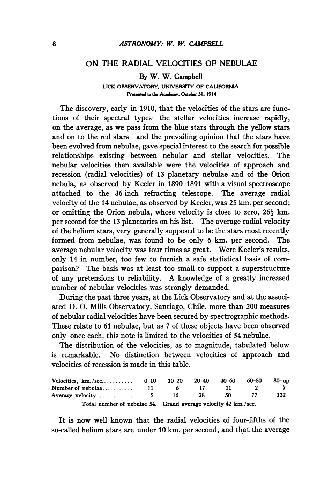 8
ASTRONOMY: W. W. CAMPBELL
ON THE RADIAL VELOCITIES OF NEBULAE
By W. W. Campbell
LICK OBSERVATORY, UNIVERSITY OF CALIFORNIA
Presented to the Academy, October 30, 1914
The discovery, early in 1910, that the velocities of the stars are func-
tions of their spectral types: the stellar velocities increase rapidly,
on the average, as we pass from the blue stars through the yellow stars
and on to the red stars and the prevailing opinion that the stars have
been evolved from nebulae, gave special interest to the search for possible
relationships existing between nebular and stellar velocities. The
nebular velocities then available were the velocities of approach and
recession (radial velocities) of 13 planetary nebulae and of the Orion
nebula, as observed by Keeler in 1890–1891 with a visual spectroscope
attached to the 36-inch refracting telescope. The average radial
velocity of the 14 nebulae, as observed by Keeler, was 25 km. per second;
or omitting the Orion nebula, whose velocity is close to zero, 26½ km.
per second for the 13 planetaries on his list. The average radial velocity
of the helium stars, very generally supposed to be the stars most recently
formed from nebulae, was found to be only 6 km. per second. The
average nebular velocity was four times as great. Were Keeler's results,
only 14 in number, too few to furnish a safe statistical basis of com-
parison? The basis was at least too small to support a superstructure
of any pretensions to reliability. A knowledge of a greatly increased
number of nebular velocities was strongly demanded.
During the past three years, at the Lick Observatory and at the associ-
ated D. O. Mills Observatory, Santiago, Chile, more than 200 measures
of nebular radial velocities have been secured by spectrographic methods.
These relate to 61 nebulae, but as 7 of these objects have been observed
only once each, this note is limited to the velocities of 54 nebulae.
The distribution of the velocities, as to magnitude, tabulated below
is remarkable. No distinction between velocities of approach and
velocities of recession is made in this table.
Velocities, km./sec.......... 0–10 10–20 20–40 40–60 60–80 80–up
Number of nebulae.......... 11 6 17 11 2
Average velocity............ 5 16 28 50 77 132
Total number of nebulae 54. Grand average velocity 42 km./sec.
It is now well known that the radial velocities of four-fifths of the
so-called helium stars are under 10 km. per second, and that the average